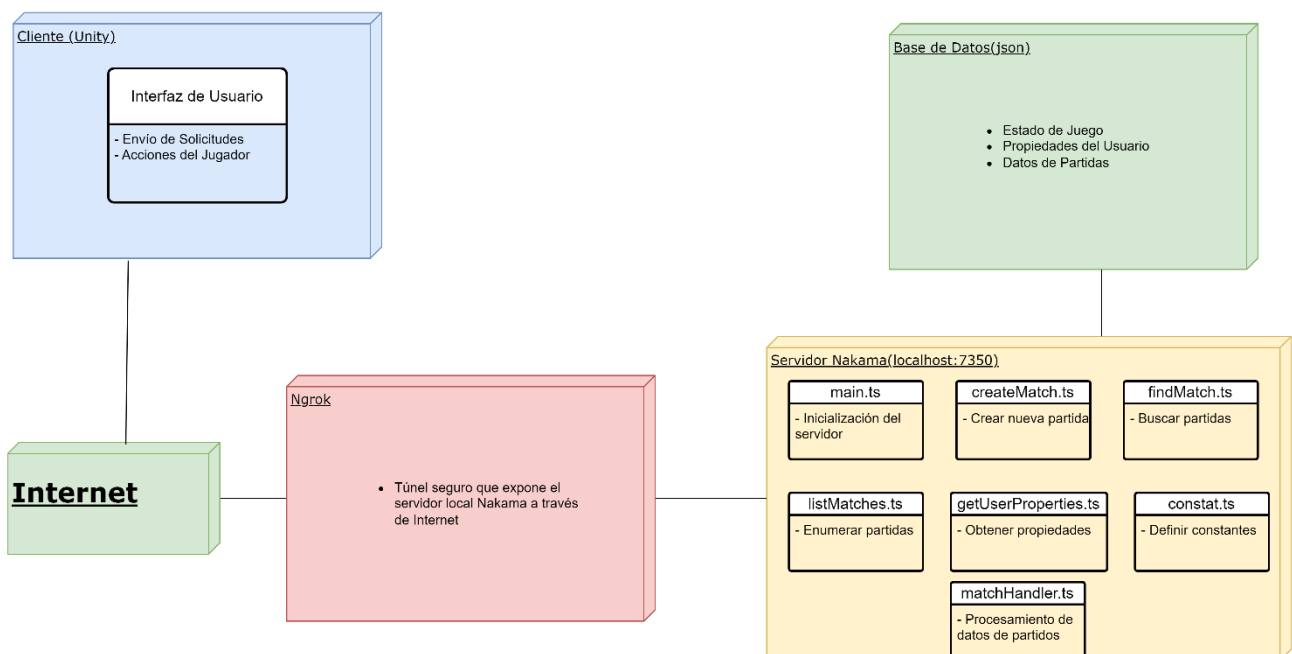 Cliente (Unity)
Interfaz de Usuario
- Envío de Solicitudes
- Acciones del Jugador
Base de Datos(json)
• Estado de Juego
• Propiedades del Usuario
• Datos de Partidas
Internet
Ngrok
• Túnel seguro que expone el
servidor local Nakama a través
de Internet
Servidor Nakama(localhost:7350)
main.ts
- Inicialización del
servidor
createMatch.ts
- Crear nueva partida
findMatch.ts
- Buscar partidas
listMatches.ts
- Enumerar partidas
getUserProperties.ts
- Obtener propiedades
constat.ts
- Definir constantes
matchHandler.ts
- Procesamiento de
datos de partidos